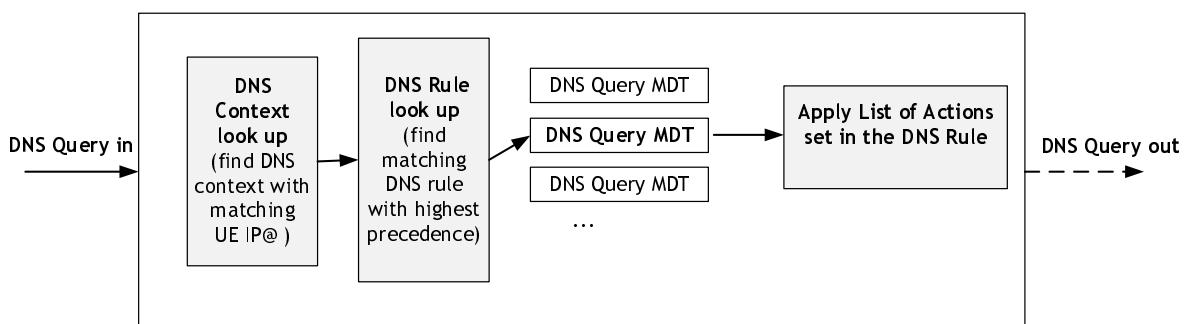 DNS Query in
DNS
Context
look up
(find DNS
context with
matching
UE IP@ )
DNS Rule
look up
(find
matching
DNS rule
with highest
precedence)
DNS Query MDT
DNS Query MDT
DNS Query MDT
...
Apply List of Actions
set in the DNS Rule
DNS Query out